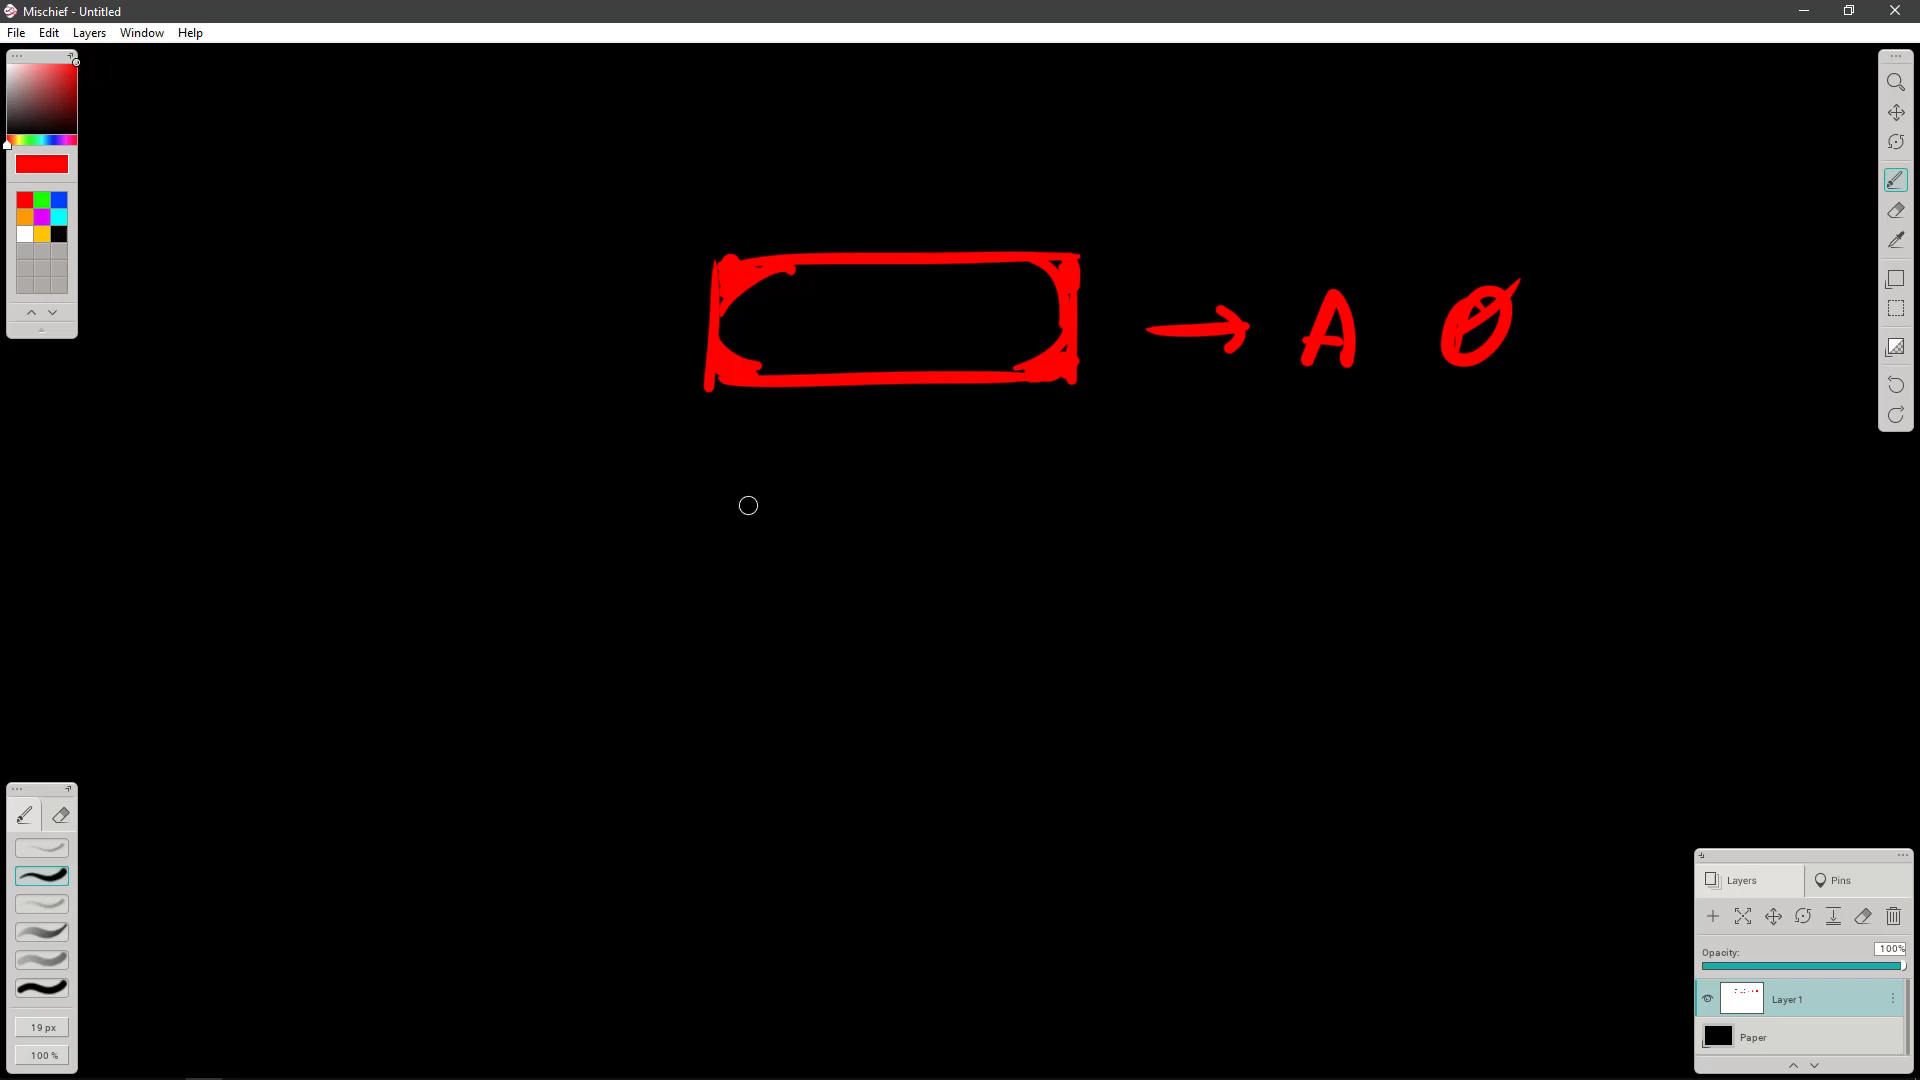 Mischief - Untitled
File Edit Layers Window Help
→ A Ø
19 px
100 %
Layers Pins
Opacity: 100%
Layer 1
Paper